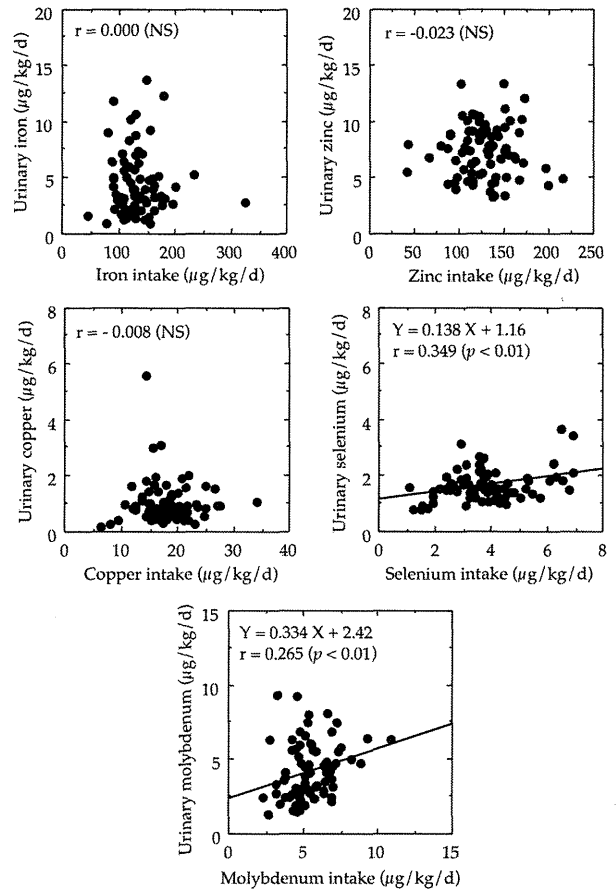 r = 0.000 (NS)
20
15
10
5
0
Urinary iron (µg/kg/d)
0 100 200 300 400
Iron intake (µg/kg/d)
r = -0.023 (NS)
20
15
10
5
0
Urinary zinc (µg/kg/d)
0 50 100 150 200 250
Zinc intake (µg/kg/d)
r = - 0.008 (NS)
8
6
4
2
0
Urinary copper (µg/kg/d)
0 10 20 30 40
Copper intake (µg/kg/d)
Y = 0.138 X + 1.16
r = 0.349 (p < 0.01)
8
6
4
2
0
Urinary selenium (µg/kg/d)
0 2 4 6 8
Selenium intake (µg/kg/d)
Y = 0.334 X + 2.42
r = 0.265 (p < 0.01)
15
10
5
0
Urinary molybdenum (µg/kg/d)
0 5 10 15
Molybdenum intake (µg/kg/d)